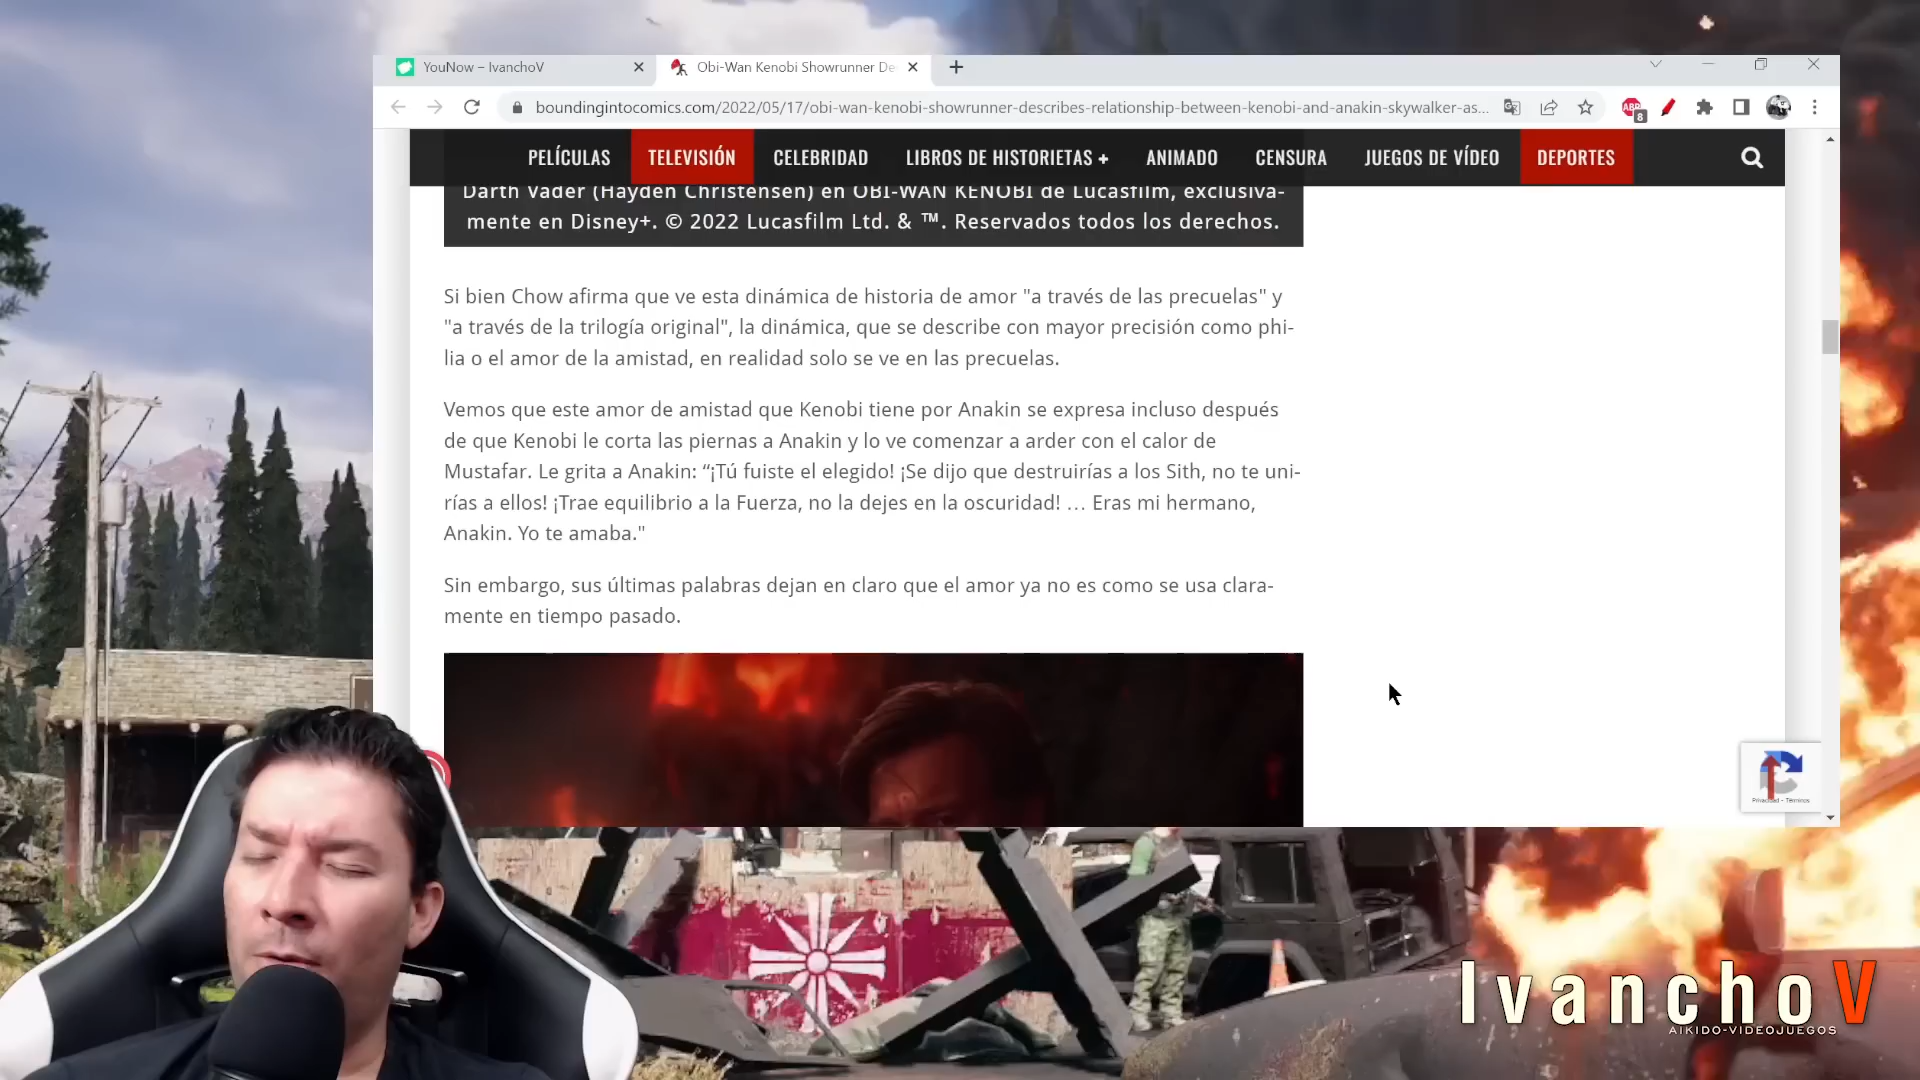 YouNow – IvanchoV
Obi-Wan Kenobi Showrunner De
boundingintocomics.com/2022/05/17/obi-wan-kenobi-showrunner-describes-relationship-between-kenobi-and-anakin-skywalker-as...
ABP
8
PELÍCULAS TELEVISIÓN CELEBRIDAD LIBROS DE HISTORIETAS + ANIMADO CENSURA JUEGOS DE VÍDEO DEPORTES
Darth Vader (Hayden Christensen) en OBI-WAN KENOBI de Lucasfilm, exclusiva-
mente en Disney+. © 2022 Lucasfilm Ltd. & ™. Reservados todos los derechos.
Si bien Chow afirma que ve esta dinámica de historia de amor "a través de las precuelas" y
"a través de la trilogía original", la dinámica, que se describe con mayor precisión como phi-
lia o el amor de la amistad, en realidad solo se ve en las precuelas.
Vemos que este amor de amistad que Kenobi tiene por Anakin se expresa incluso después
de que Kenobi le corta las piernas a Anakin y lo ve comenzar a arder con el calor de
Mustafar. Le grita a Anakin: “¡Tú fuiste el elegido! ¡Se dijo que destruirías a los Sith, no te uni-
rías a ellos! ¡Trae equilibrio a la Fuerza, no la dejes en la oscuridad! … Eras mi hermano,
Anakin. Yo te amaba."
Sin embargo, sus últimas palabras dejan en claro que el amor ya no es como se usa clara-
mente en tiempo pasado.
Privacidad - Términos
IvanchoV
AIKIDO-VIDEOJUEGOS